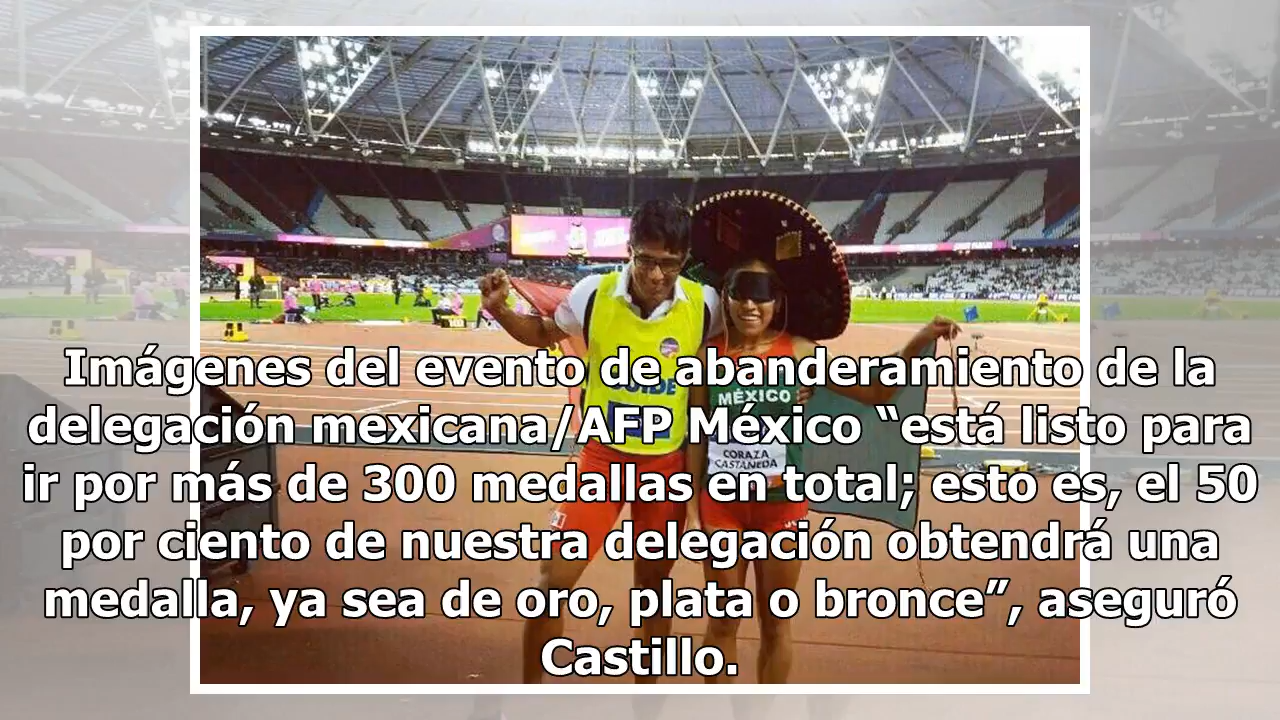 Imágenes del evento de abanderamiento de la
delegación mexicana/AFP México “está listo para
ir por más de 300 medallas en total; esto es, el 50
por ciento de nuestra delegación obtendrá una
medalla, ya sea de oro, plata o bronce”, aseguró
Castillo.
GUIDE
MÉXICO
CORAZA
CASTAÑEDA